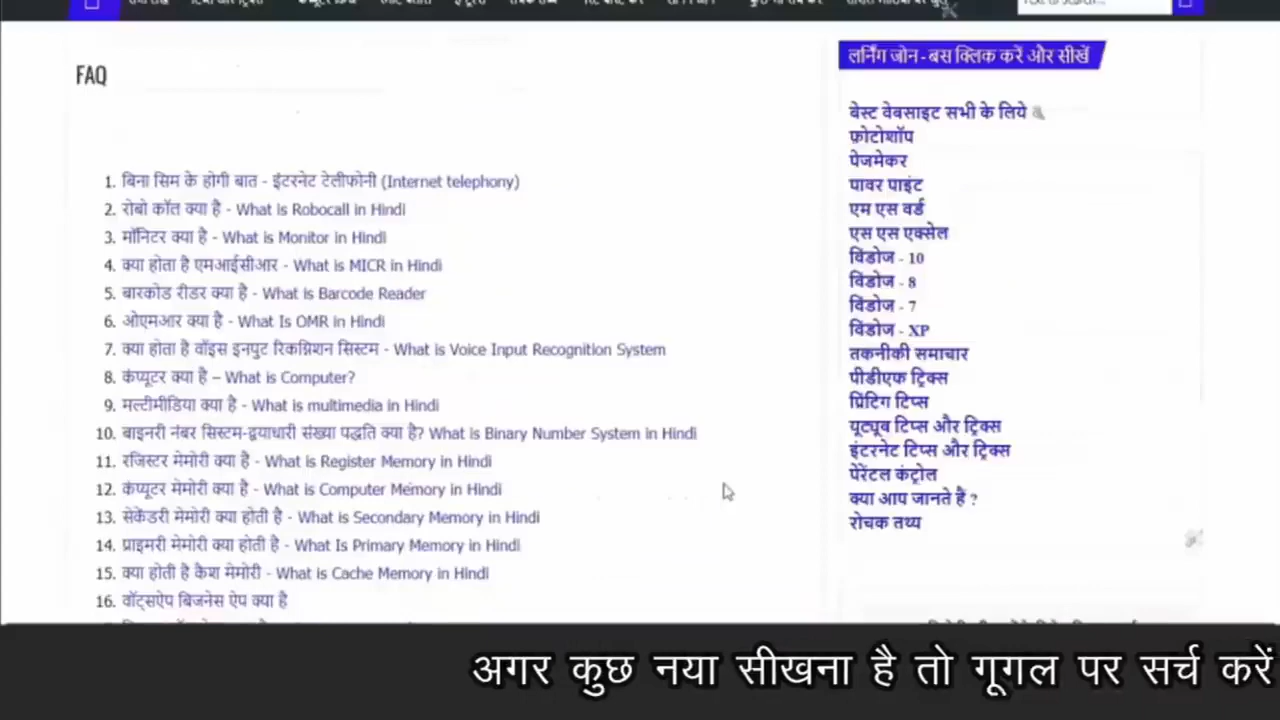 FAQ
1. बिना सिम के होगी बात - इंटरनेट टेलीफोनी (Internet telephony)
2. रोबो कॉल क्या है - What is Robocall in Hindi
3. मॉनिटर क्या है - What is Monitor in Hindi
4. क्या होता है एमआईसीआर - What is MICR in Hindi
5. बारकोड रीडर क्या है - What is Barcode Reader
6. ओएमआर क्या है - What Is OMR in Hindi
7. क्या होता है वॉइस इनपुट रिकग्निशन सिस्टम - What is Voice Input Recognition System
8. कंप्यूटर क्या है – What is Computer?
9. मल्टीमीडिया क्या है - What is multimedia in Hindi
10. बाइनरी नंबर सिस्टम-द्वयाधारी संख्या पद्धति क्या है? What is Binary Number System in Hindi
11. रजिस्टर मेमोरी क्या है - What is Register Memory in Hindi
12. कंप्यूटर मेमोरी क्या है - What is Computer Memory in Hindi
13. सेकेंडरी मेमोरी क्या होती है - What is Secondary Memory in Hindi
14. प्राइमरी मेमोरी क्या होती है - What Is Primary Memory in Hindi
15. क्या होती है कैश मेमोरी - What is Cache Memory in Hindi
16. वॉट्सऐप बिजनेस ऐप क्या है
लर्निंग जोन - बस क्लिक करें और सीखें
बेस्ट वेबसाइट सभी के लिये
फ़ोटोशॉप
पेजमेकर
पावर पाइंट
एम एस वर्ड
एस एस एक्सेल
विंडोज - 10
विंडोज - 8
विंडोज - 7
विंडोज - XP
तकनीकी समाचार
पीडीएफ ट्रिक्स
प्रिंटिग टिप्स
यूट्यूब टिप्स और ट्रिक्स
इंटरनेट टिप्स और ट्रिक्स
पेरेंटल कंट्रोल
क्या आप जानते हैं ?
रोचक तथ्य
अगर कुछ नया सीखना है तो गूगल पर सर्च करें